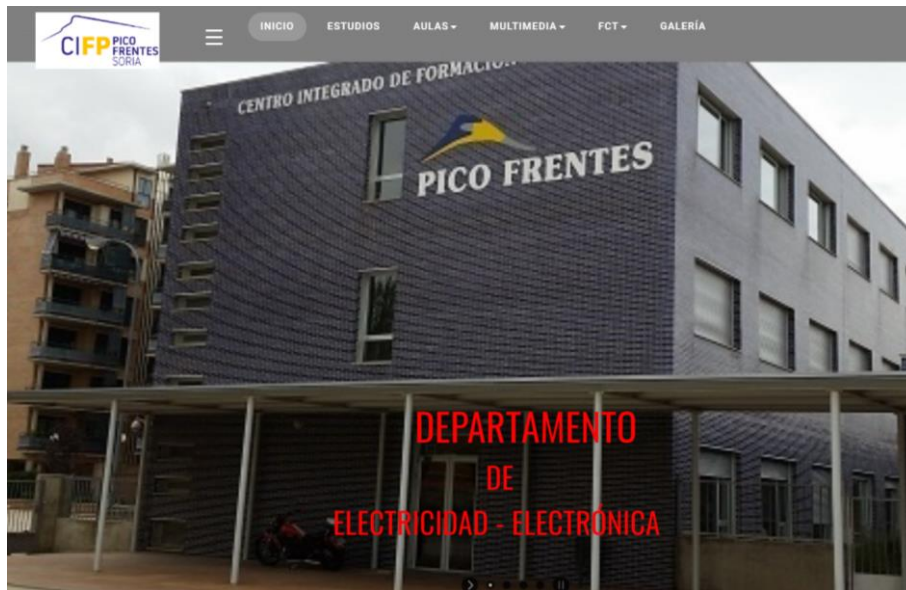 CIFP PICO
FRENTES
SORIA
☰ INICIO ESTUDIOS AULAS MULTIMEDIA FCT GALERÍA
CENTRO INTEGRADO DE FORMACIÓN
PICO FRENTES
DEPARTAMENTO
DE
ELECTRICIDAD - ELECTRÓNICA